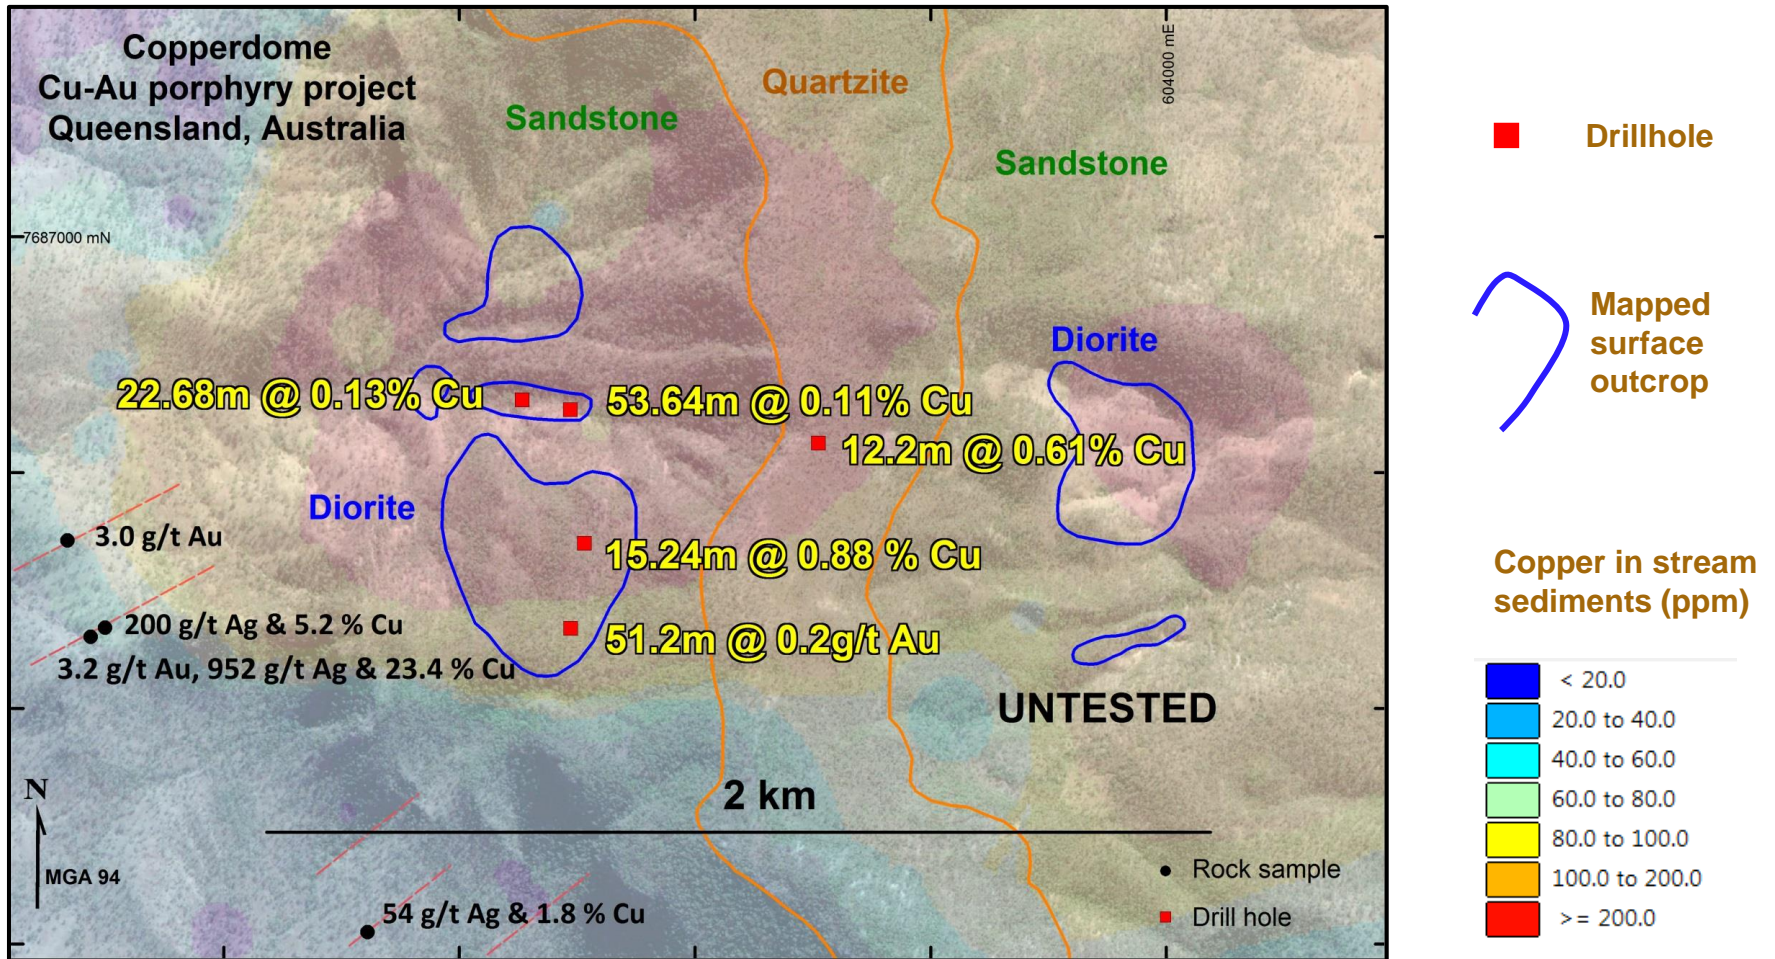 Copperdome
Cu-Au porphyry project
Queensland, Australia
Quartzite
604000 mE
Sandstone
Sandstone
7687000 mN
Diorite
22.68m @ 0.13% Cu
53.64m @ 0.11% Cu
12.2m @ 0.61% Cu
Diorite
3.0 g/t Au
15.24m @ 0.88 % Cu
200 g/t Ag & 5.2 % Cu
51.2m @ 0.2g/t Au
3.2 g/t Au, 952 g/t Ag & 23.4 % Cu
UNTESTED
N
MGA 94
2 km
Rock sample
54 g/t Ag & 1.8 % Cu
Drill hole
Drillhole
Mapped
surface
outcrop
Copper in stream
sediments (ppm)
< 20.0
20.0 to 40.0
40.0 to 60.0
60.0 to 80.0
80.0 to 100.0
100.0 to 200.0
>= 200.0